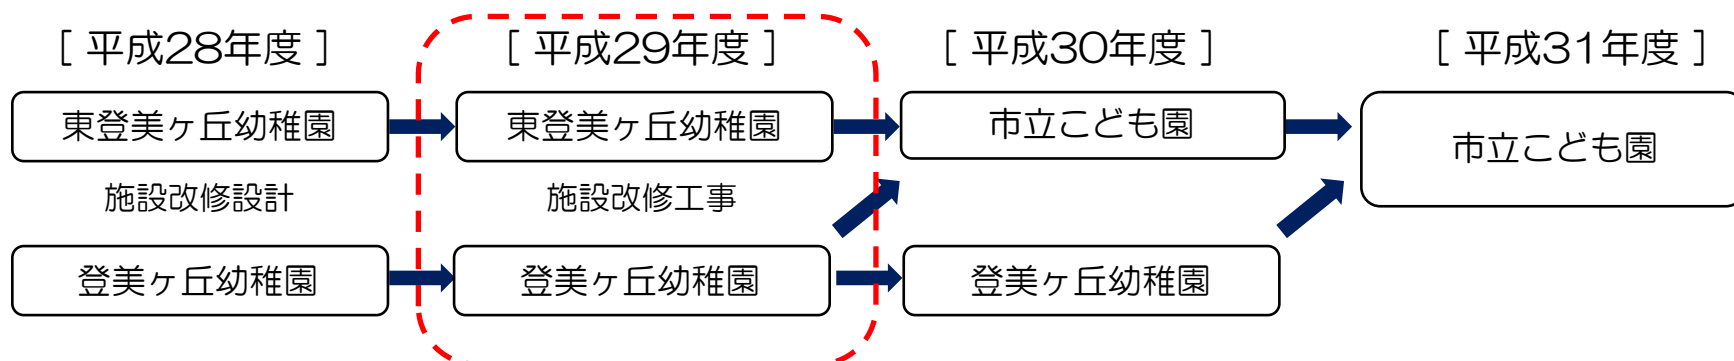 [ 平成28年度 ]
[ 平成29年度 ]
[ 平成30年度 ]
[ 平成31年度 ]
東登美ヶ丘幼稚園
東登美ヶ丘幼稚園
市立こども園
市立こども園
施設改修設計
施設改修工事
登美ヶ丘幼稚園
登美ヶ丘幼稚園
登美ヶ丘幼稚園